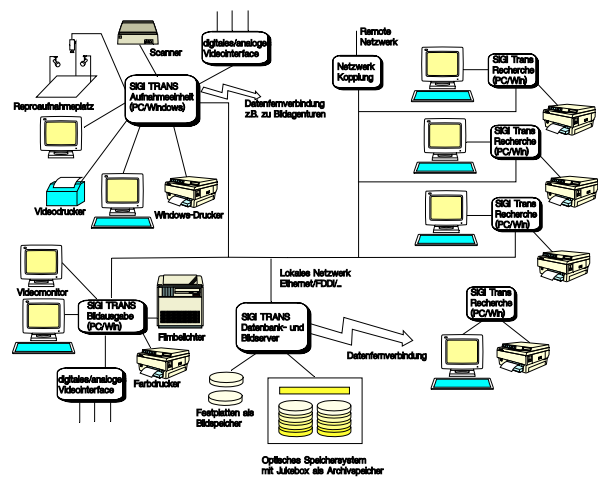 Scanner
digitales/analoges
Videointerface
Remote
Netzwerk
Netzwerk
Kopplung
SIGI Trans
Recherche
(PC/Win)
Reproaufnahmeplatz
SIGI TRANS
Aufnahmeeinheit
(PC/Windows)
Datenfernverbindung
z.B. zu Bildagenturen
SIGI Trans
Recherche
(PC/Win)
Videodrucker
Windows-Drucker
SIGI Trans
Recherche
(PC/Win)
Lokales Netzwerk
Ethernet/FDDI/...
Videomonitor
SIGI TRANS
Bildausgabe
(PC/Win)
Filmbelichter
SIGI TRANS
Datenbank- und
Bildserver
SIGI Trans
Recherche
(PC/Win)
Datenfernverbindung
digitales/analoges
Videointerface
Farbdrucker
Festplatten als
Bildspeicher
Optisches Speichersystem
mit Jukebox als Archivspeicher